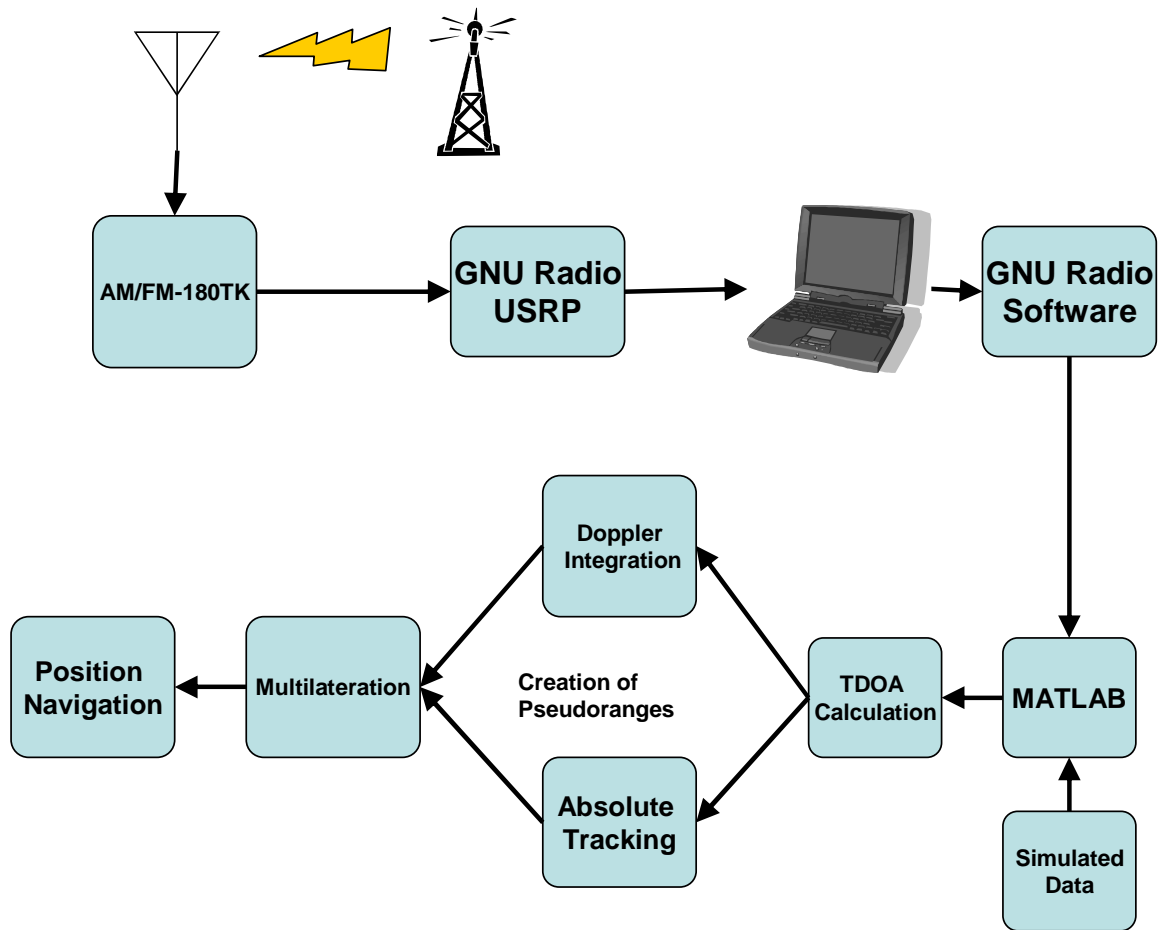 AM/FM-180TK
GNU Radio
USRP
GNU Radio
Software
Doppler
Integration
Position
Navigation
Multilateration
Creation of
Pseudoranges
TDOA
Calculation
MATLAB
Absolute
Tracking
Simulated
Data